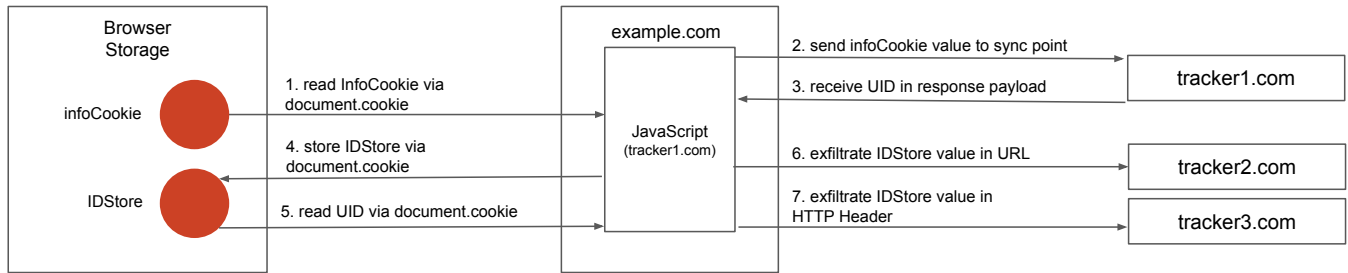 Browser
Storage
infoCookie
IDStore
1. read InfoCookie via
document.cookie
4. store IDStore via
document.cookie
5. read UID via document.cookie
example.com
JavaScript
(tracker1.com)
2. send infoCookie value to sync point
3. receive UID in response payload
6. exfiltrate IDStore value in URL
7. exfiltrate IDStore value in
HTTP Header
tracker1.com
tracker2.com
tracker3.com